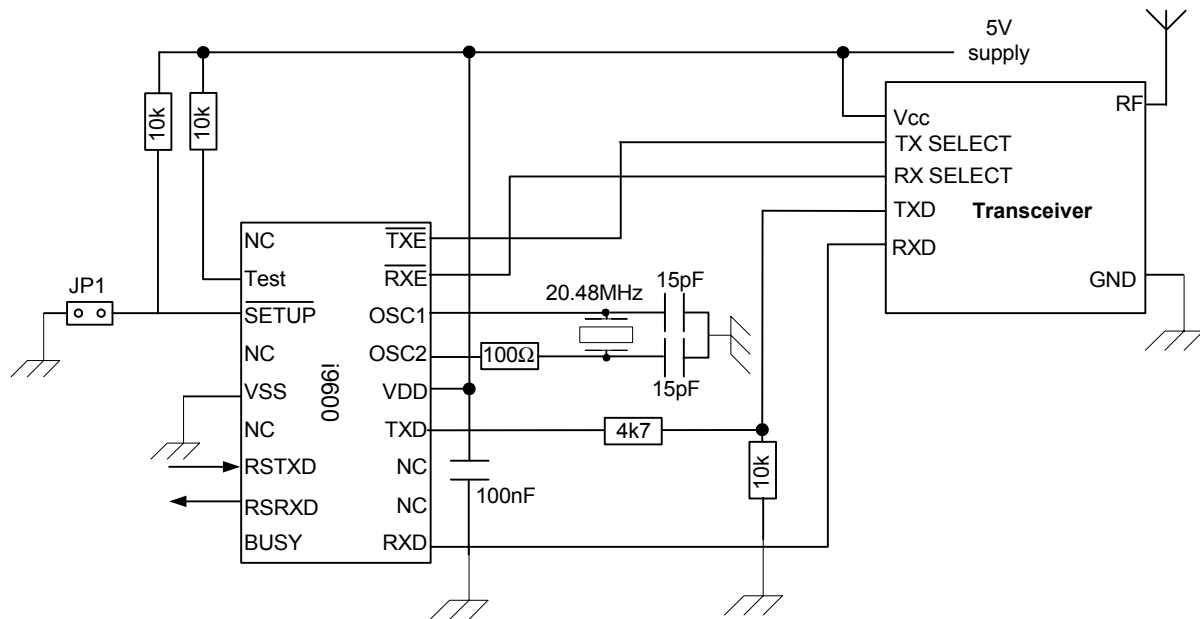 5V
supply
10k
10k
RF
Vcc
TX SELECT
RX SELECT
TXD
Transceiver
RXD
GND
NC
TXE
Test
RXE
JP1
SETUP
OSC1
20.48MHz
15pF
NC
OSC2
100Ω
15pF
VSS
i9600
VDD
NC
TXD
4k7
RSTXD
NC
100nF
10k
RSRXD
NC
BUSY
RXD